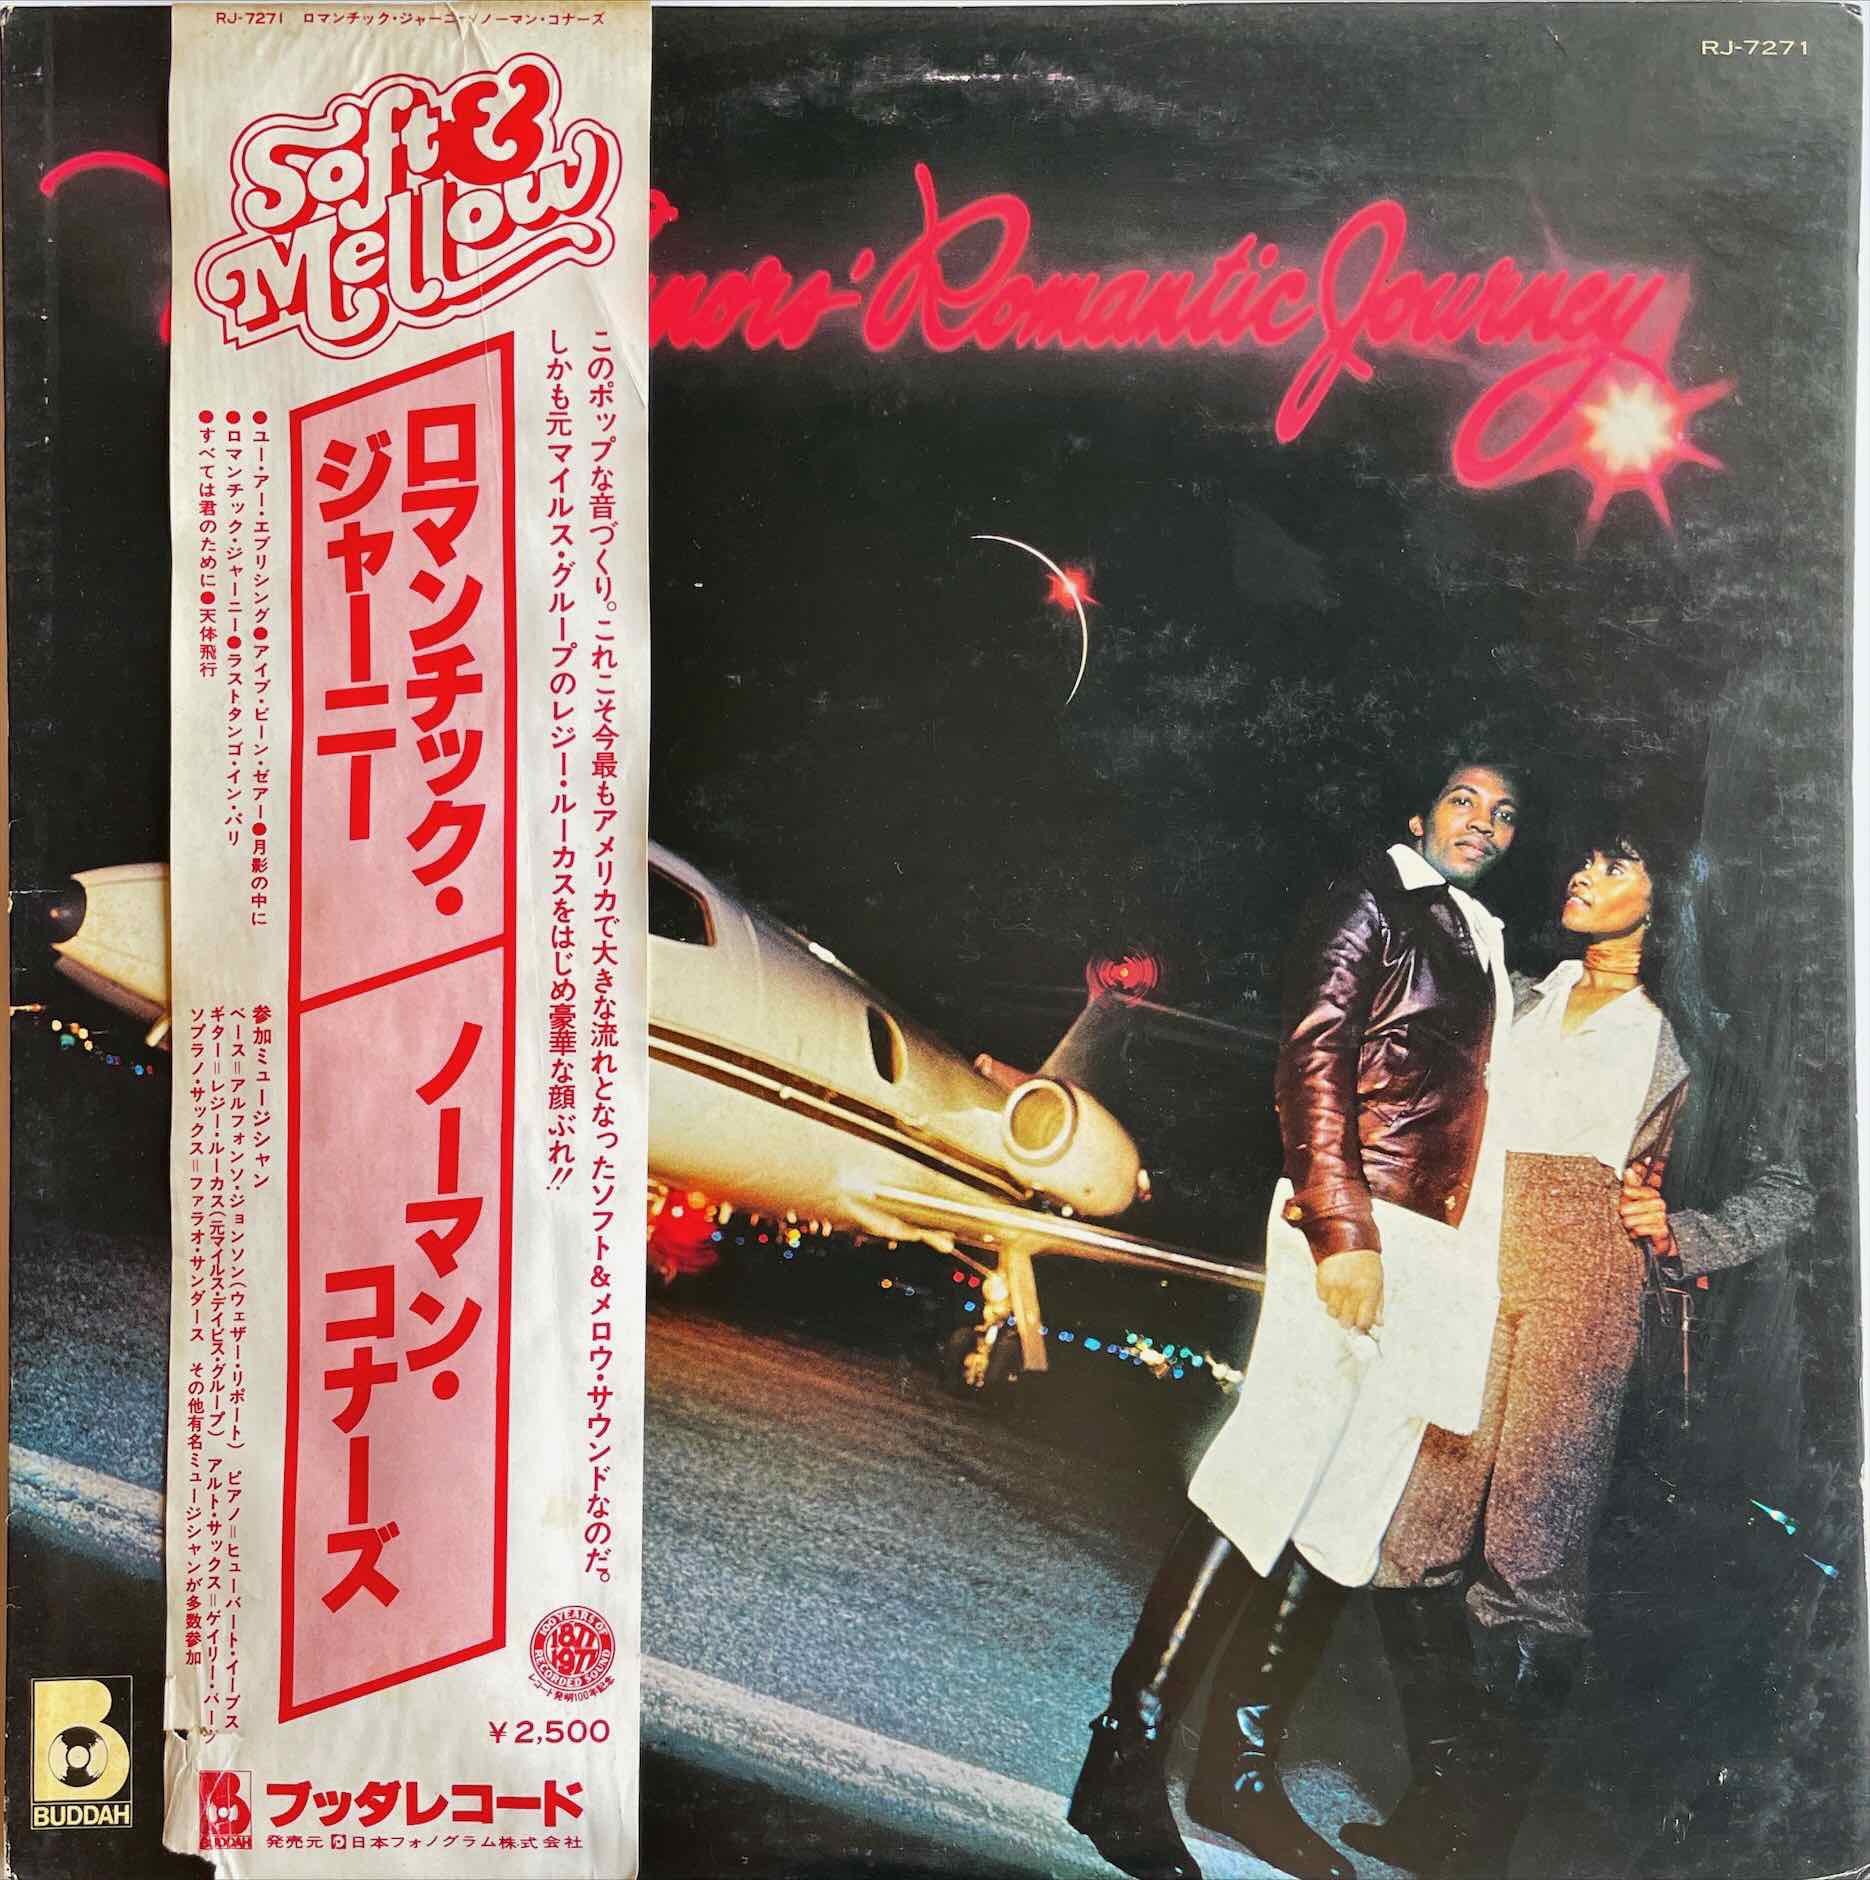 RJ-7271 ロマンチック・ジャーニー/ノーマン・コナーズ
RJ-7271
Soft &
Mellow
nors' Romantic Journey
このポップな音づくり。これこそ今最もアメリカで大きな流れとなったソフト&メロウ・サウンドなのだ。
しかも元マイルス・グループのレジー・ルーカスをはじめ豪華な顔ぶれ!!
ロマンチック・
ジャーニー
ノーマン・
コナーズ
●ユー・アー・エブリシング●アイブ・ビーン・ゼアー●月影の中に
●ロマンチック・ジャーニー●ラストタンゴ・イン・パリ
●すべては君のために●天体飛行
参加ミュージシャン
ベース=アルフォンソ・ジョンソン(ウェザー・リポート) ピアノ=ヒューバート・イーブス
ギター=レジー・ルーカス(元マイルス・デイビス・グループ) アルト・サックス=ゲイリー・バーツ
ソプラノ・サックス=ファラオ・サンダース その他有名ミュージシャンが多数参加
100 YEARS OF
1877
1977
RECORDED SOUND
レコード発明100年記念
¥2,500
BUDDAH
BUDDAH
ブッダレコード
発売元 日本フォノグラム株式会社